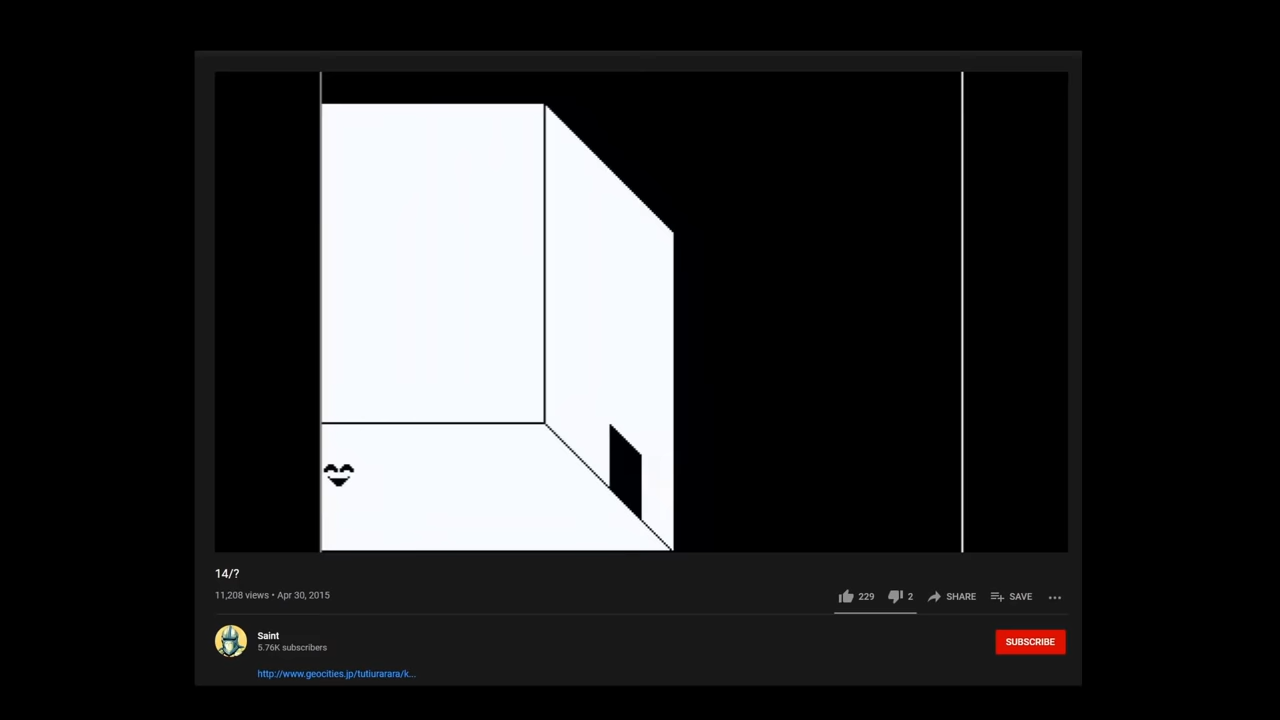 14/?
11,208 views • Apr 30, 2015
229
2
SHARE
SAVE
Saint
5.76K subscribers
SUBSCRIBE
http://www.geocities.jp/tutiurarara/k...